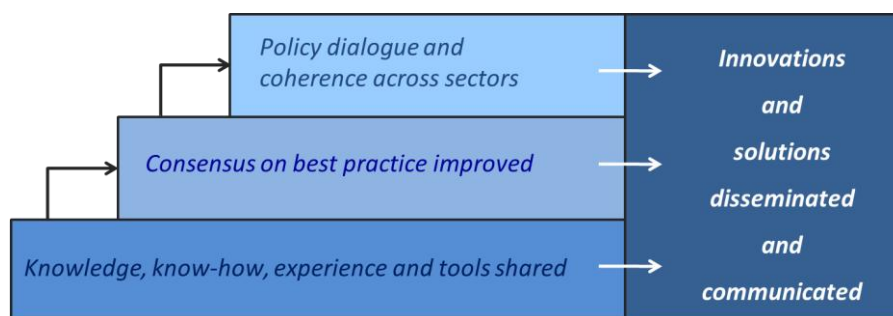 Policy dialogue and
coherence across sectors
Consensus on best practice improved
Knowledge, know-how, experience and tools shared
Innovations
and
solutions
disseminated
and
communicated